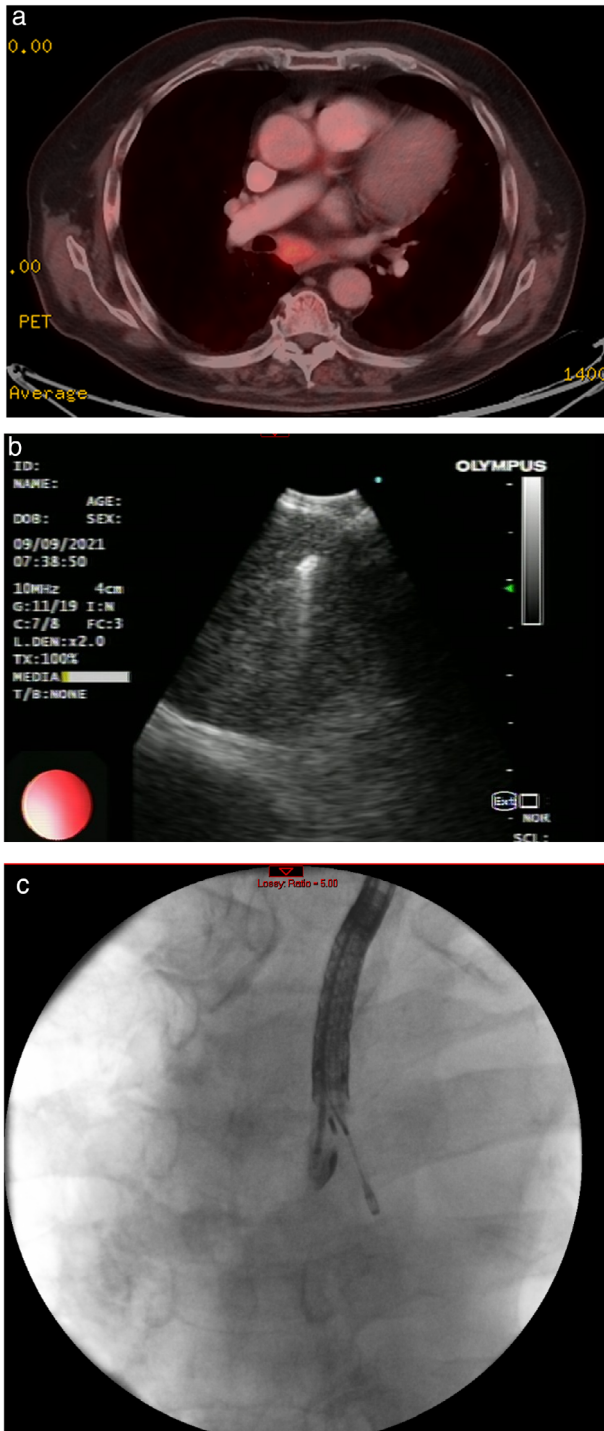 a
0.00
.00
PET
Average
1400
b
ID:
NAME:
AGE:
DOB: SEX:
09/09/2021
07:38:50
10MHz 4cm
G:11/19 I:N
C:7/8 FC:3
L.DEN:x2.0
TX:100%
MEDIA
T/B:NONE
OLYMPUS
Ext
NOR
SCL:
c
Lossy: Ratio = 5.00